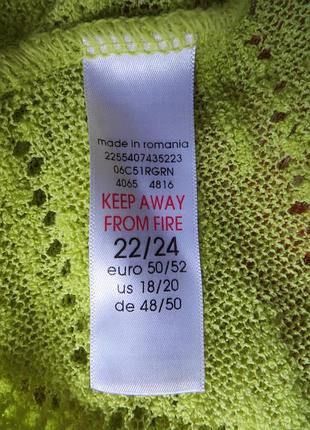 made in romania
2255407435223
06C51RGRN
4065 4816
KEEP AWAY
FROM FIRE
22/24
euro 50/52
us 18/20
de 48/50